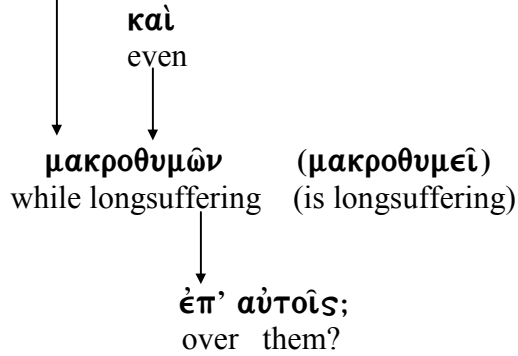 καὶ
even
μακροθυμῶν (μακροθυμεῖ)
while longsuffering (is longsuffering)
ἐπ’ αὐτοῖς;
over them?